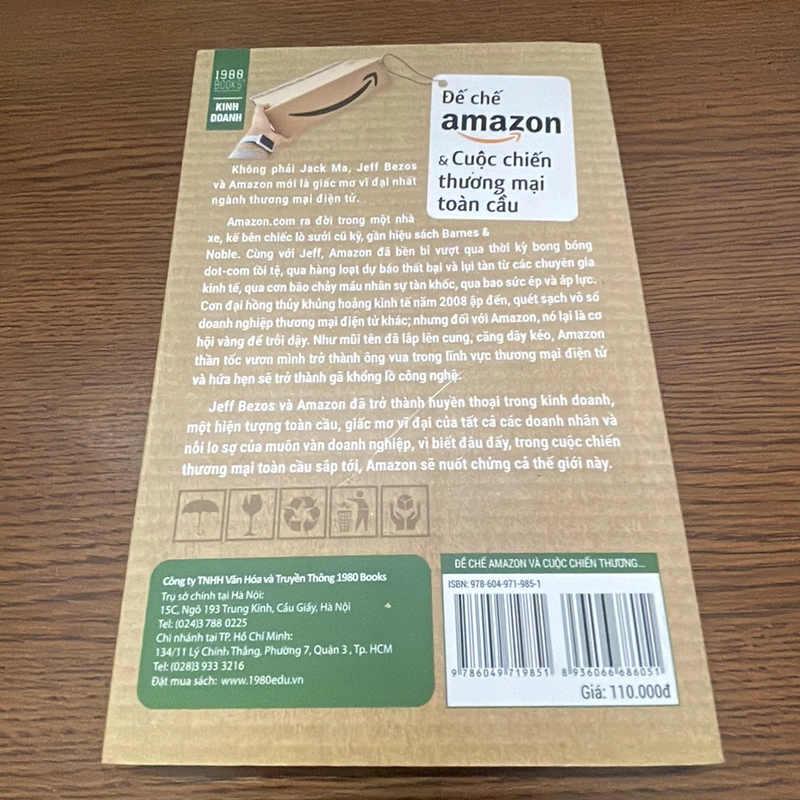 1980
BOOKS
KINH
DOANH
Đế chế
amazon
& Cuộc chiến
thương mại
toàn cầu
Không phải Jack Ma, Jeff Bezos
và Amazon mới là giấc mơ vĩ đại nhất
ngành thương mại điện tử.
Amazon.com ra đời trong một nhà
xe, kế bên chiếc lò sưởi cũ kỹ, gần hiệu sách Barnes &
Noble. Cùng với Jeff, Amazon đã bền bỉ vượt qua thời kỳ bong bóng
dot-com tồi tệ, qua hàng loạt dự báo thất bại và lụi tàn từ các chuyên gia
kinh tế, qua cơn bão chảy máu nhân sự tàn khốc, qua bao sức ép và áp lực.
Cơn đại hồng thủy khủng hoảng kinh tế năm 2008 ập đến, quét sạch vô số
doanh nghiệp thương mại điện tử khác; nhưng đối với Amazon, nó lại là cơ
hội vàng để trỗi dậy. Như mũi tên đã lắp lên cung, căng dây kéo, Amazon
thần tốc vươn mình trở thành ông vua trong lĩnh vực thương mại điện tử
và hứa hẹn sẽ trở thành gã khổng lồ công nghệ.
Jeff Bezos và Amazon đã trở thành huyền thoại trong kinh doanh,
một hiện tượng toàn cầu, giấc mơ vĩ đại của tất cả các doanh nhân và
nỗi lo sợ của muôn vàn doanh nghiệp, vì biết đâu đấy, trong cuộc chiến
thương mại toàn cầu sắp tới, Amazon sẽ nuốt chửng cả thế giới này.
Công ty TNHH Văn Hóa và Truyền Thông 1980 Books
Trụ sở chính tại Hà Nội:
15C, Ngõ 193 Trung Kính, Cầu Giấy, Hà Nội
Tel: (024)3 788 0225
Chi nhánh tại TP. Hồ Chí Minh:
134/11 Lý Chính Thắng, Phường 7, Quận 3 , Tp. HCM
Tel: (028)3 933 3216
Đặt mua sách: www.1980edu.vn
ĐẾ CHẾ AMAZON VÀ CUỘC CHIẾN THƯƠNG...
ISBN: 978-604-971-985-1
9 786049 719851
8 936066 686051
Giá: 110.000đ